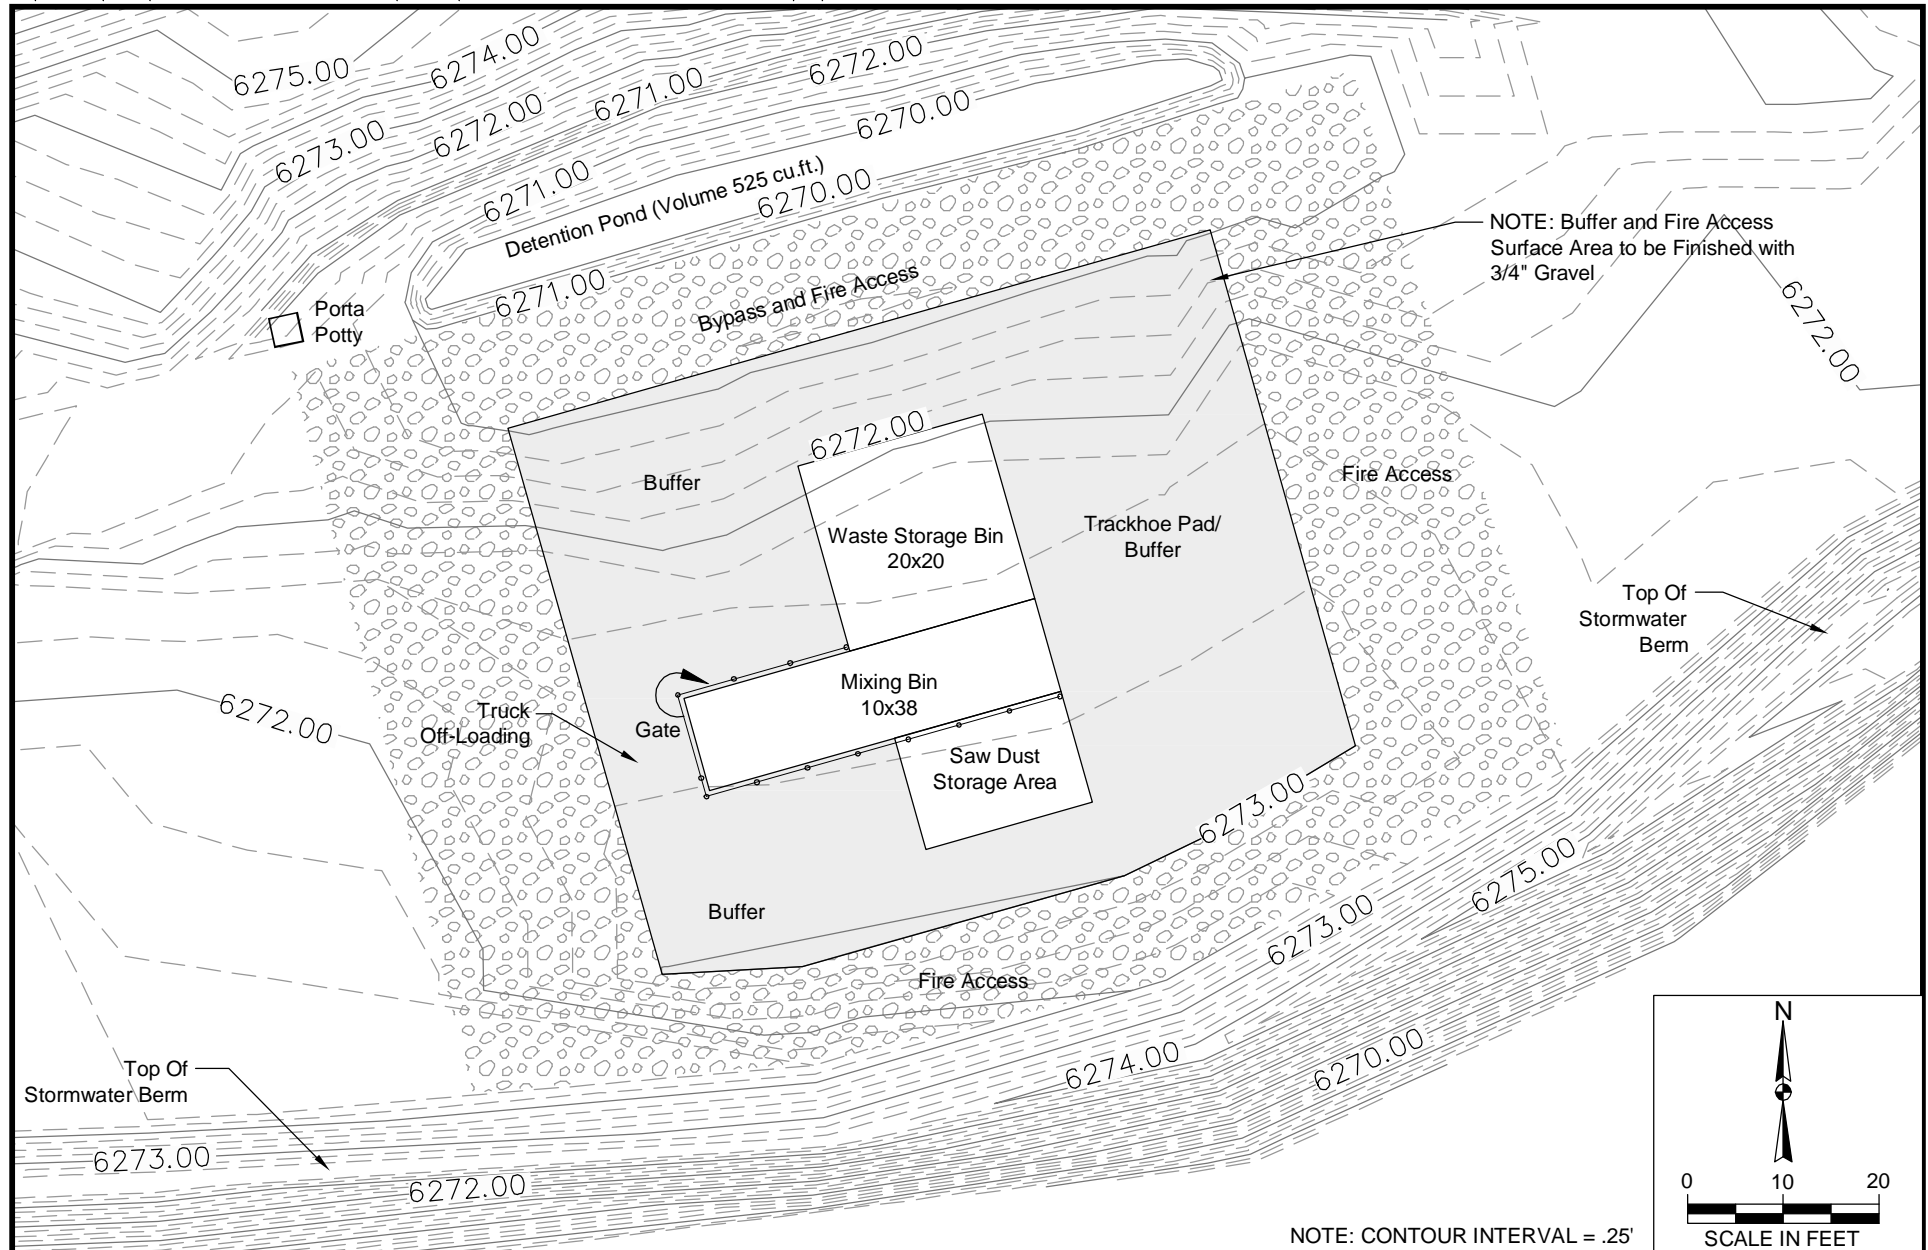 6275.00
6274.00
6272.00
6271.00
6272.00
6273.00
6270.00
6271.00
Detention Pond (Volume 525 cu.ft.)
6270.00
6271.00
Bypass and Fire Access
NOTE: Buffer and Fire Access
Surface Area to be Finished with
3/4" Gravel
Porta
Potty
6272.00
6272.00
Buffer
Fire Access
Waste Storage Bin
20x20
Trackhoe Pad/
Buffer
Top Of
Stormwater
Berm
Mixing Bin
10x38
6272.00
Truck
Off-Loading
Gate
Saw Dust
Storage Area
6273.00
6275.00
Buffer
6273.00
Fire Access
6274.00
6270.00
Top Of
Stormwater Berm
6273.00
6272.00
N
0 10 20
SCALE IN FEET
NOTE: CONTOUR INTERVAL = .25'